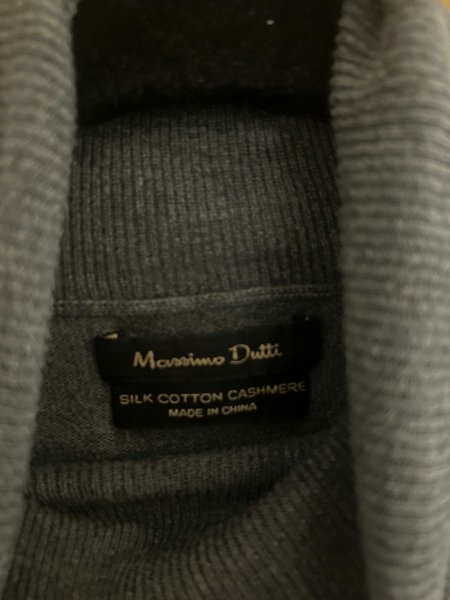 Massimo Dutti
SILK COTTON CASHMERE
MADE IN CHINA